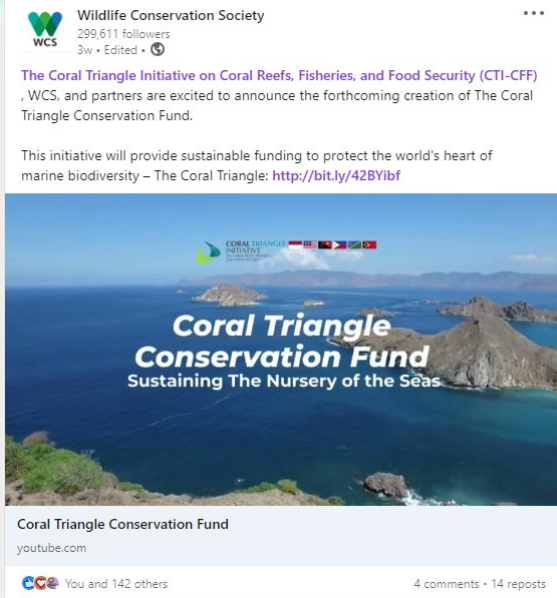 WCS
Wildlife Conservation Society
299,611 followers
3w • Edited •
The Coral Triangle Initiative on Coral Reefs, Fisheries, and Food Security (CTI-CFF)
, WCS, and partners are excited to announce the forthcoming creation of The Coral
Triangle Conservation Fund.
This initiative will provide sustainable funding to protect the world's heart of
marine biodiversity – The Coral Triangle: http://bit.ly/42BYibf
CORAL TRIANGLE
INITIATIVE
Coral Triangle
Conservation Fund
Sustaining The Nursery of the Seas
Coral Triangle Conservation Fund
youtube.com
You and 142 others
4 comments • 14 reposts